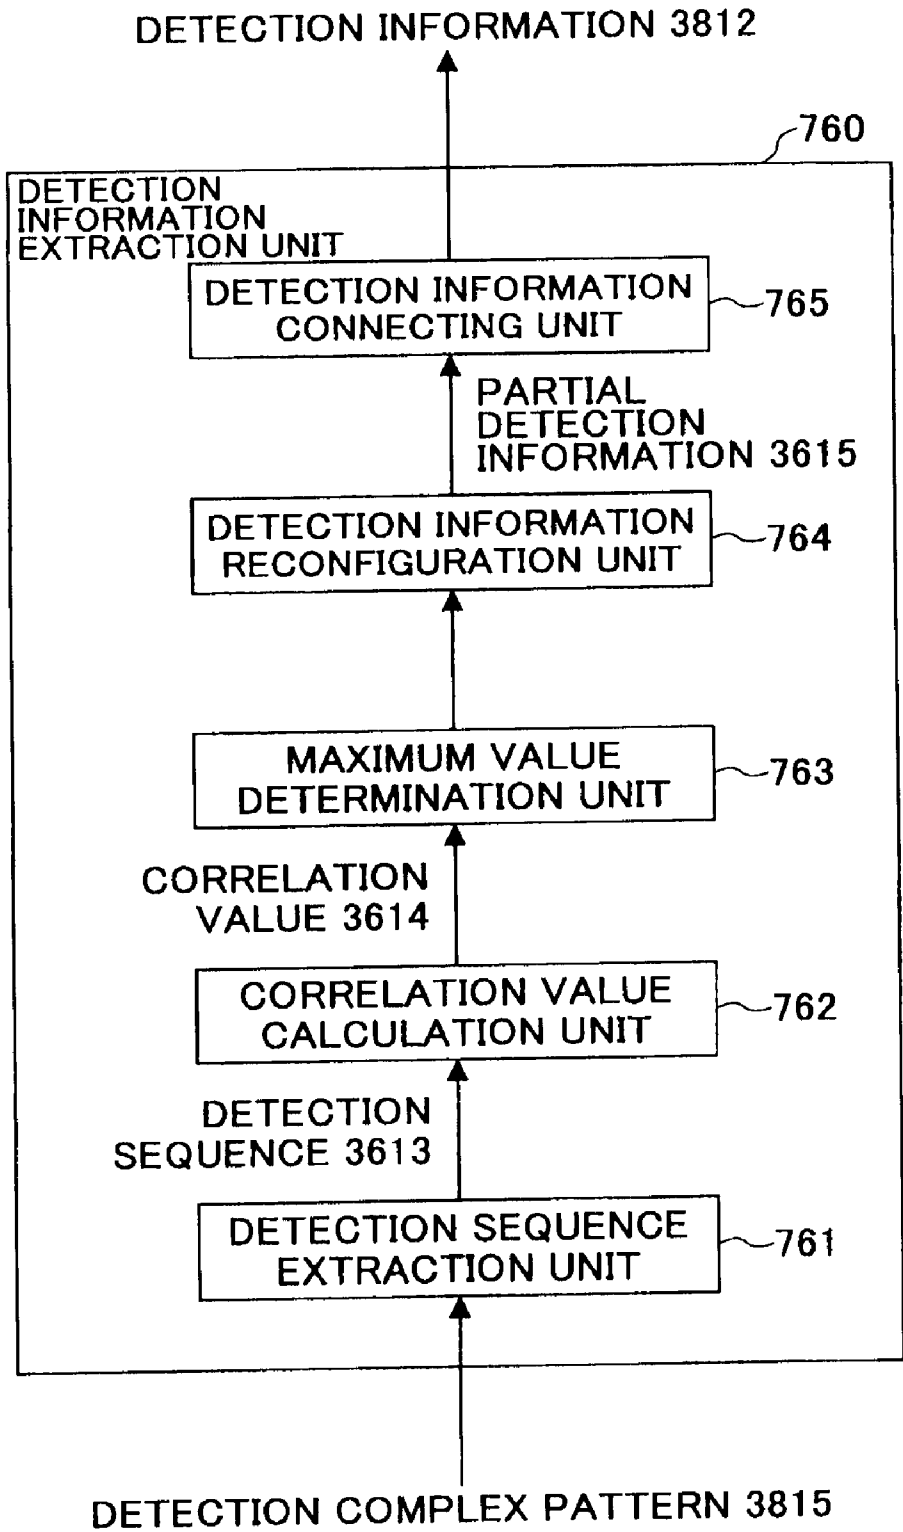 DETECTION INFORMATION 3812
760
DETECTION
INFORMATION
EXTRACTION UNIT
DETECTION INFORMATION
CONNECTING UNIT
765
PARTIAL
DETECTION
INFORMATION 3615
DETECTION INFORMATION
RECONFIGURATION UNIT
764
MAXIMUM VALUE
DETERMINATION UNIT
763
CORRELATION
VALUE 3614
CORRELATION VALUE
CALCULATION UNIT
762
DETECTION
SEQUENCE 3613
DETECTION SEQUENCE
EXTRACTION UNIT
761
DETECTION COMPLEX PATTERN 3815